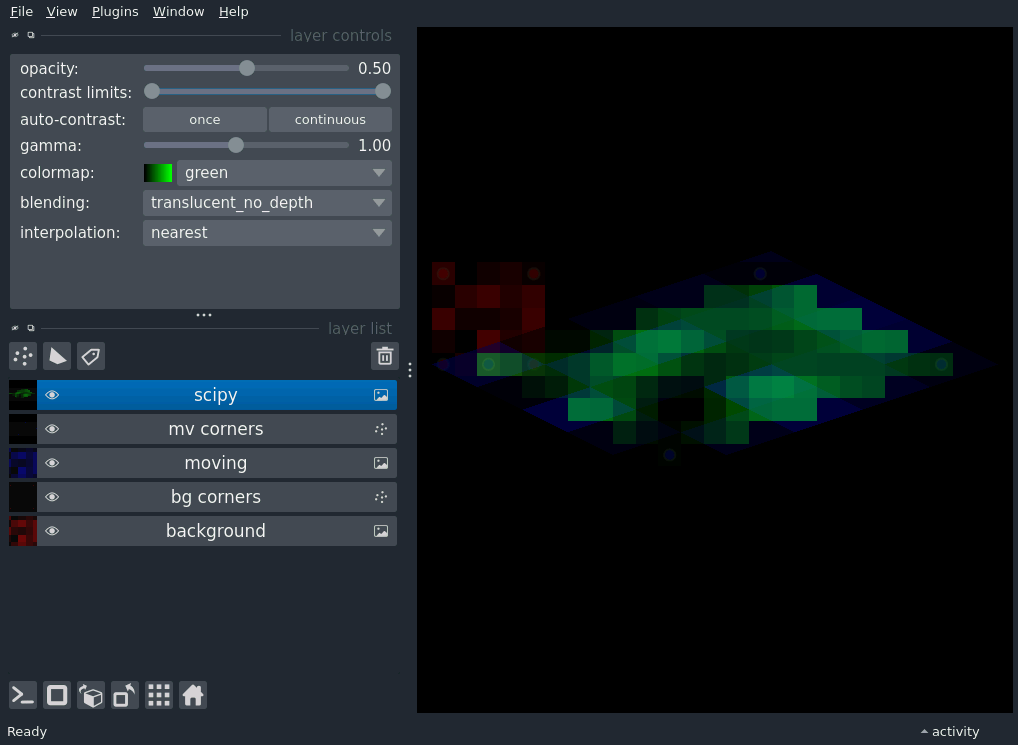 File View Plugins Window Help
layer controls
opacity: 0.50
contrast limits:
auto-contrast: once continuous
gamma: 1.00
colormap: green
blending: translucent_no_depth
interpolation: nearest
layer list
scipy
mv corners
moving
bg corners
background
Ready activity